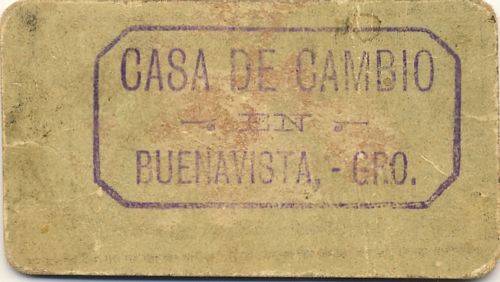 CASA DE CAMBIO
EN
BUENAVISTA, - GRO.